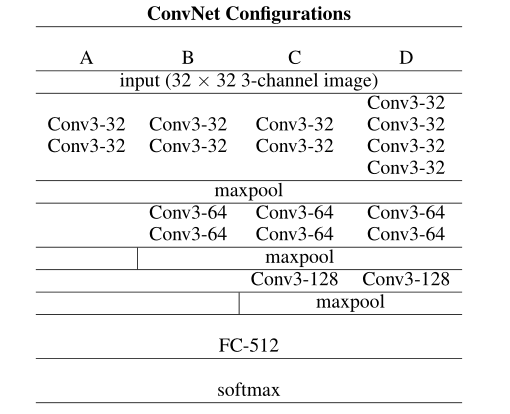 ConvNet Configurations
A B C D
input (32 × 32 3-channel image)
Conv3-32
Conv3-32 Conv3-32 Conv3-32 Conv3-32
Conv3-32 Conv3-32 Conv3-32 Conv3-32
Conv3-32
maxpool
Conv3-64 Conv3-64 Conv3-64
Conv3-64 Conv3-64 Conv3-64
maxpool
Conv3-128 Conv3-128
maxpool
FC-512
softmax